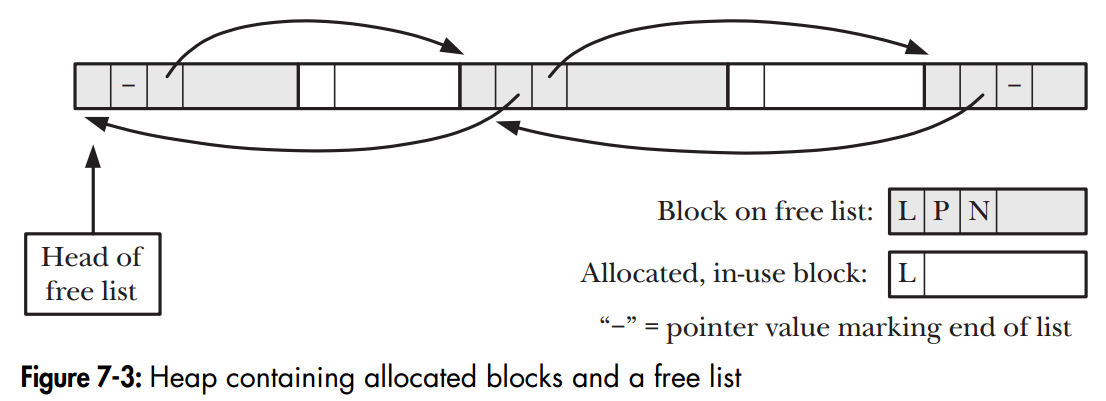 –
–
Head of
free list
Block on free list: L P N
Allocated, in-use block: L
“–” = pointer value marking end of list
Figure 7-3: Heap containing allocated blocks and a free list